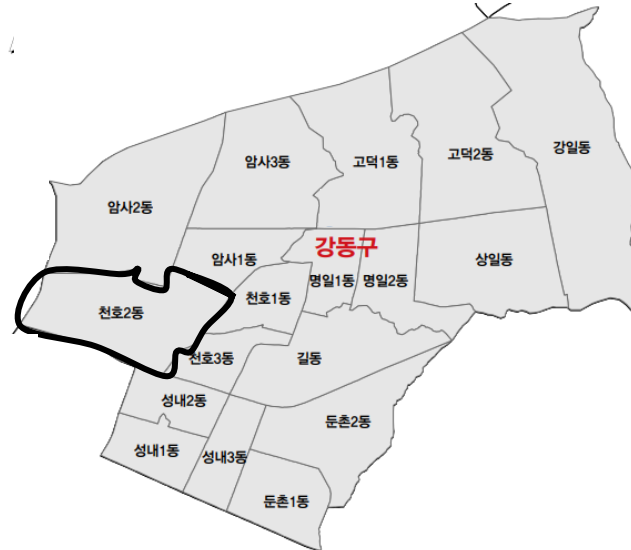 강일동
고덕2동
암사3동
고덕1동
암사2동
강동구
암사1동
상일동
명일1동
명일2동
천호1동
천호2동
천호3동
길동
성내2동
둔촌2동
성내1동
성내3동
둔촌1동